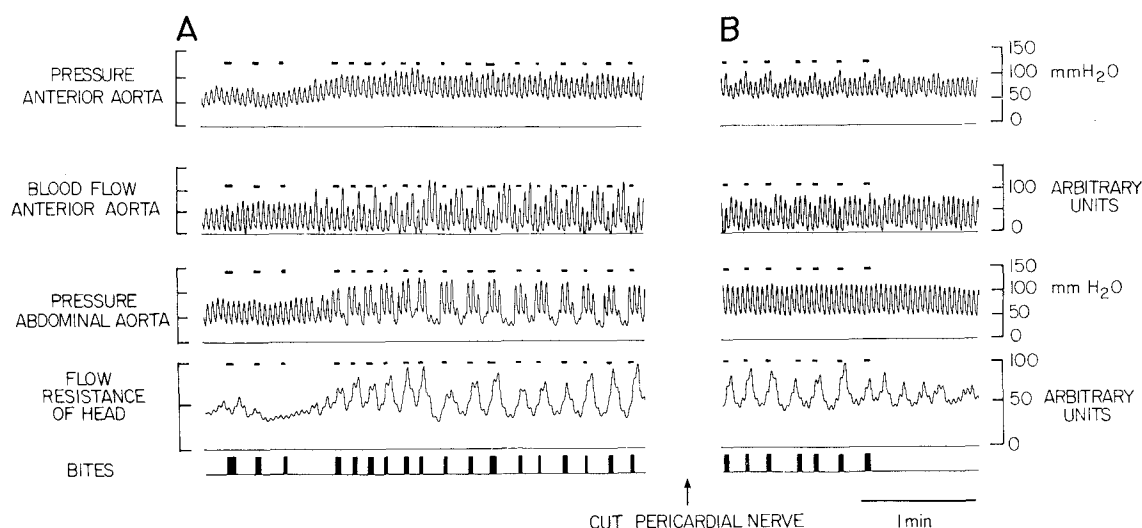 A
B
PRESSURE
ANTERIOR AORTA
150
100
50
0
mmH2O
BLOOD FLOW
ANTERIOR AORTA
100
0
ARBITRARY
UNITS
PRESSURE
ABDOMINAL AORTA
150
100
50
0
mm H2O
FLOW
RESISTANCE
OF HEAD
100
50
0
ARBITRARY
UNITS
BITES
CUT PERICARDIAL NERVE
1 min